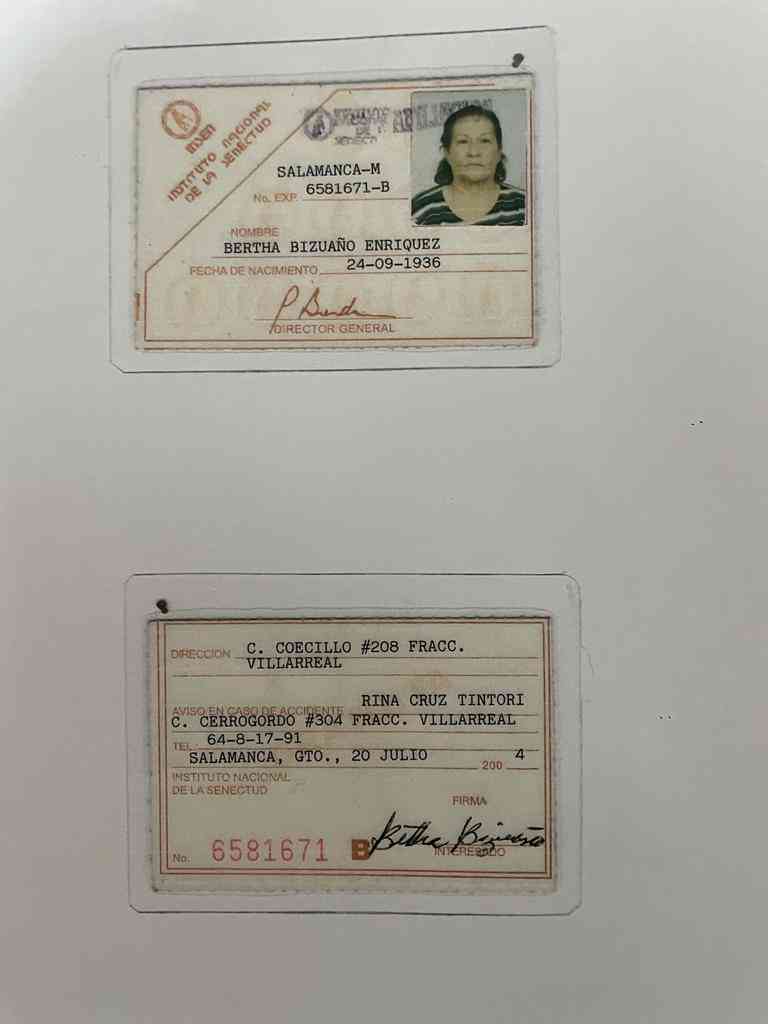 INSEN
INSTITUTO NACIONAL
DE LA SENECTUD
SALAMANCA-M
No. EXP. 6581671-B
NOMBRE
BERTHA BIZUAÑO ENRIQUEZ
FECHA DE NACIMIENTO 24-09-1936
DIRECTOR GENERAL
DIRECCION C. COECILLO #208 FRACC.
VILLARREAL
AVISO EN CASO DE ACCIDENTE RINA CRUZ TINTORI
C. CERROGORDO #304 FRACC. VILLARREAL
TEL. 64-8-17-91
SALAMANCA, GTO., 20 JULIO 200 4
INSTITUTO NACIONAL
DE LA SENECTUD
FIRMA
INTERESADO
No. 6581671 B